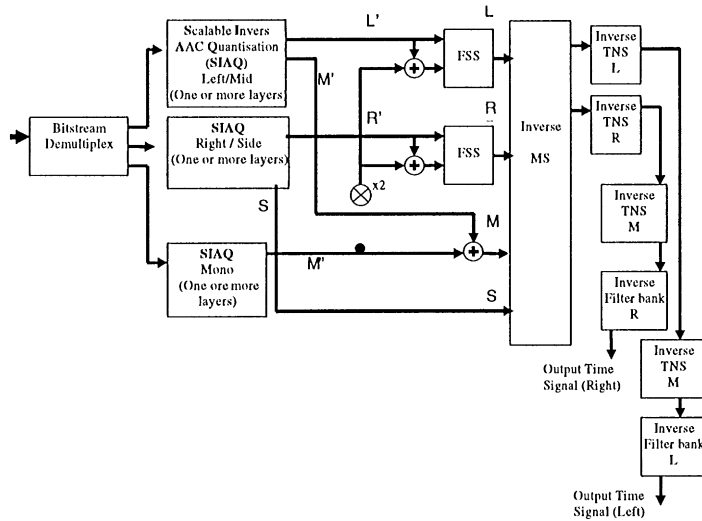 Scalable Invers
AAC Quantisation
(SIAQ)
Left/Mid
(One or more layers)
L'
M'
L
FSS
Bitstream
Demultiplex
SIAQ
Right / Side
(One or more layers)
R'
R
FSS
x2
S
SIAQ
Mono
(One ore more
layers)
M''
M
S
Inverse
MS
Inverse
TNS
L
Inverse
TNS
R
Inverse
TNS
M
Inverse
Filter bank
R
Output Time
Signal (Right)
Inverse
TNS
M
Inverse
Filter bank
L
Output Time
Signal (Left)